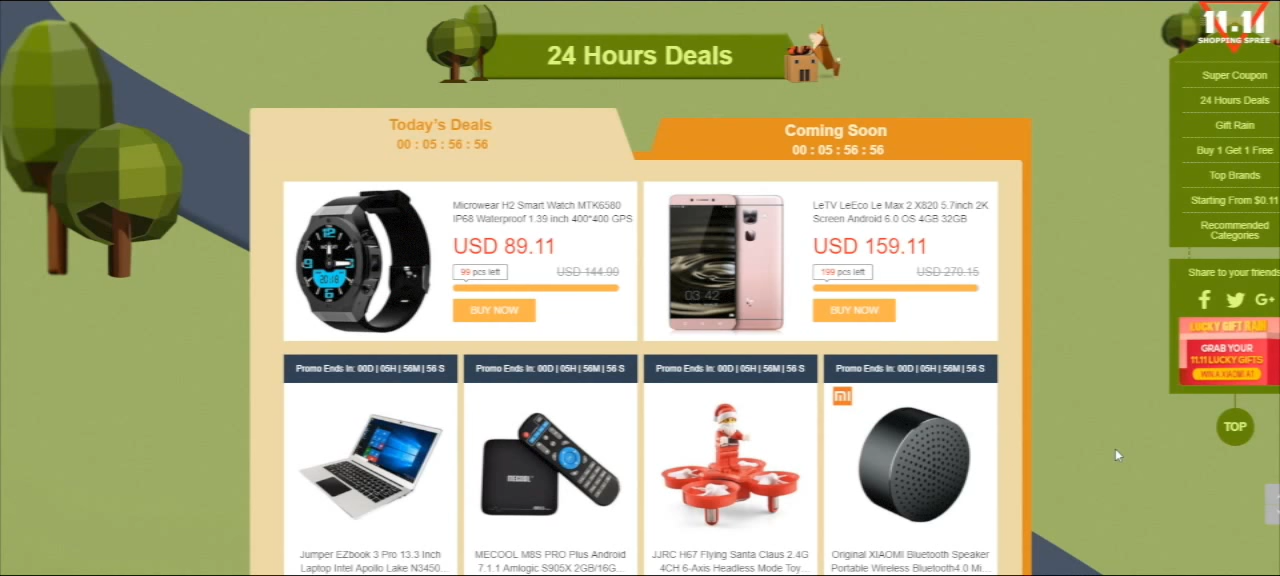 24 Hours Deals
11.11
SHOPPING SPREE
Super Coupon
24 Hours Deals
Gift Rain
Buy 1 Get 1 Free
Top Brands
Starting From $0.11
Recommended
Categories
Share to your friends
LUCKY GIFT RAIN
GRAB YOUR
11.11 LUCKY GIFTS
WIN A XIAOMI AT
TOP
Today's Deals
00 : 05 : 56 : 56
Coming Soon
00 : 05 : 56 : 56
Microwear H2 Smart Watch MTK6580
IP68 Waterproof 1.39 inch 400*400 GPS
USD 89.11
99 pcs left
USD 144.99
BUY NOW
LeTV LeEco Le Max 2 X820 5.7inch 2K
Screen Android 6.0 OS 4GB 32GB
USD 159.11
199 pcs left
USD 270.15
BUY NOW
03 42
Promo Ends In: 00D | 05H | 56M | 56 S
Promo Ends In: 00D | 05H | 56M | 56 S
Promo Ends In: 00D | 05H | 56M | 56 S
Promo Ends In: 00D | 05H | 56M | 56 S
MECOOL
mi
Jumper EZbook 3 Pro 13.3 Inch
Laptop Intel Apollo Lake N3450...
MECOOL M8S PRO Plus Android
7.1.1 Amlogic S905X 2GB/16G...
JJRC H67 Flying Santa Claus 2.4G
4CH 6-Axis Headless Mode Toy...
Original XIAOMI Bluetooth Speaker
Portable Wireless Bluetooth4.0 Mi...